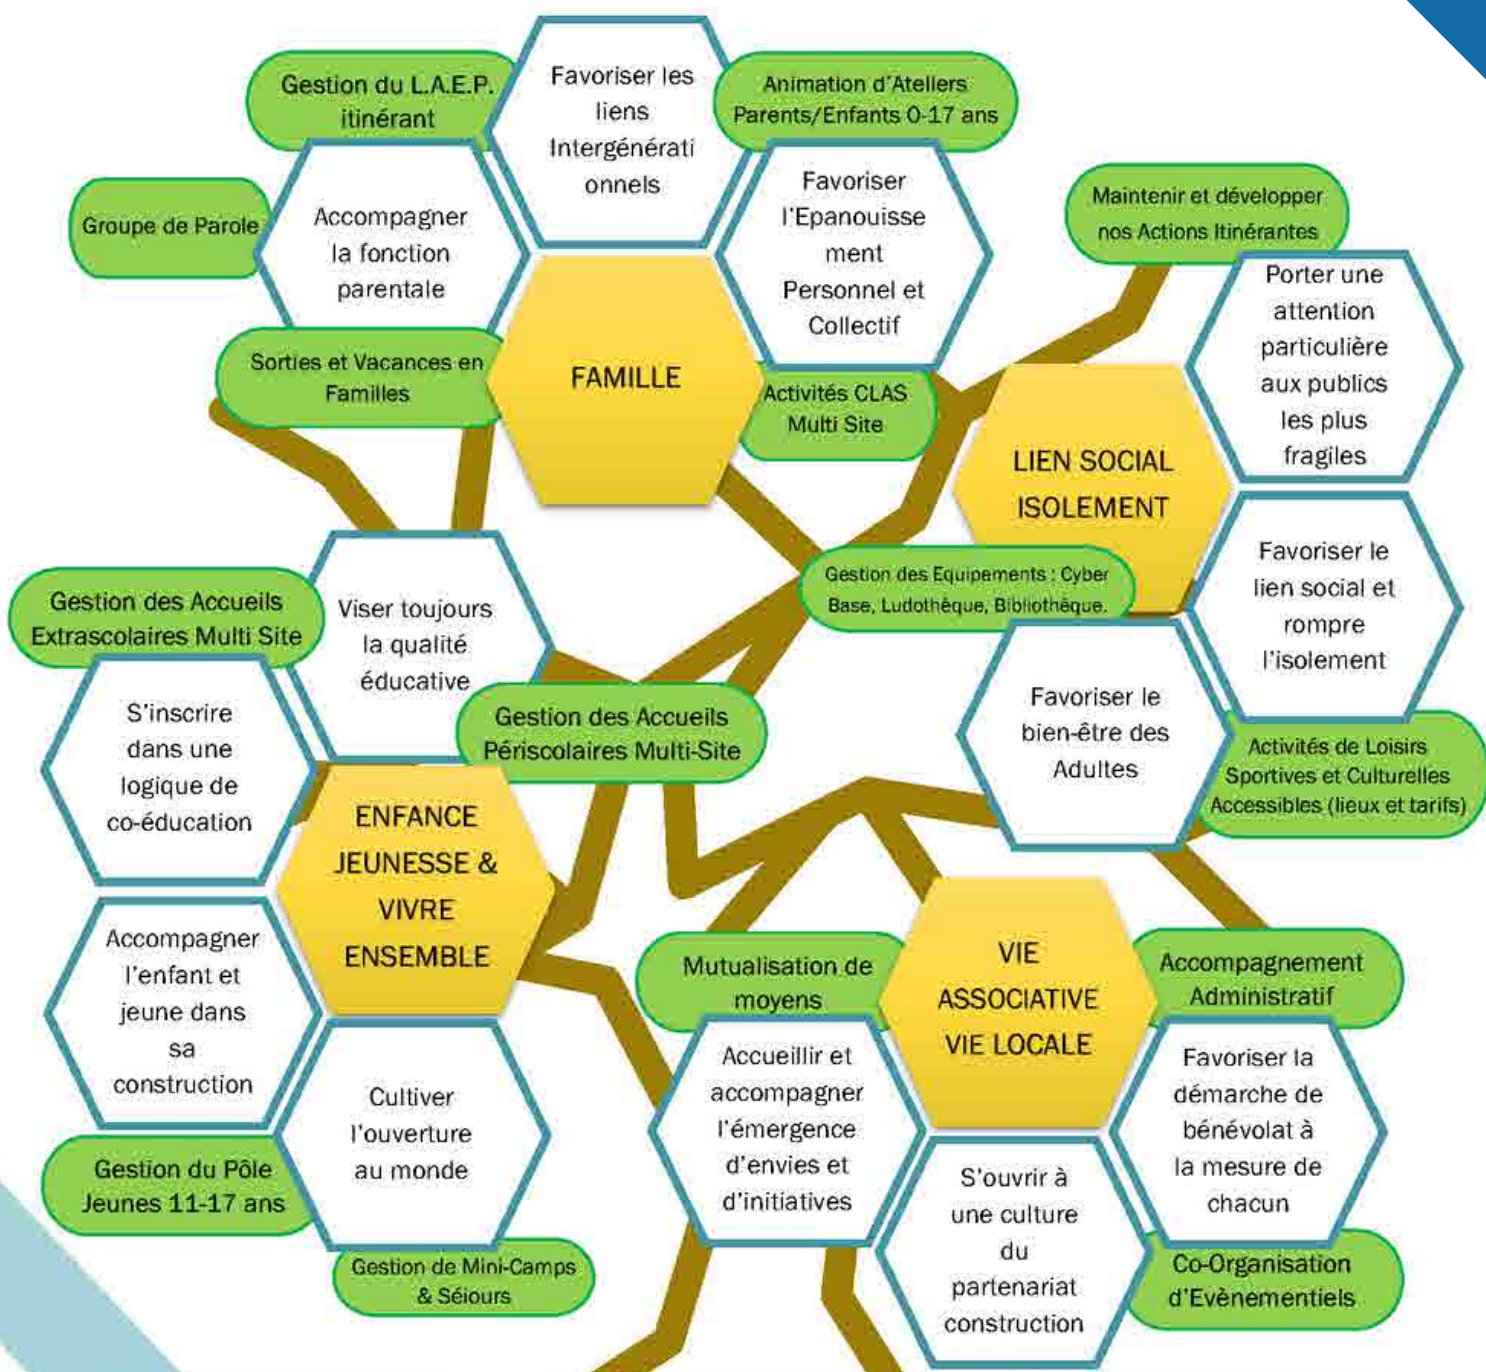 Gestion du L.A.E.P.
itinérant
Favoriser les
liens
Intergénérati
onnels
Animation d'Ateliers
Parents/Enfants 0-17 ans
Groupe de Parole
Accompagner
la fonction
parentale
Favoriser
l'Epanouisse
ment
Personnel et
Collectif
Sorties et Vacances en
Familles
FAMILLE
Activités CLAS
Multi Site
Maintenir et développer
nos Actions Itinérantes
Porter une
attention
particulière
aux publics
les plus
fragiles
LIEN SOCIAL
ISOLEMENT
Gestion des Equipements : Cyber
Base, Ludothèque, Bibliothèque.
Favoriser le
lien social et
rompre
l'isolement
Favoriser le
bien-être des
Adultes
Activités de Loisirs
Sportives et Culturelles
Accessibles (lieux et tarifs)
Gestion des Accueils
Extrascolaires Multi Site
Viser toujours
la qualité
éducative
Gestion des Accueils
Périscolaires Multi-Site
S'inscrire
dans une
logique de
co-éducation
ENFANCE
JEUNESSE &
VIVRE
ENSEMBLE
Accompagner
l'enfant et
jeune dans
sa
construction
Cultiver
l'ouverture
au monde
Gestion du Pôle
Jeunes 11-17 ans
Gestion de Mini-Camps
& Séjours
Mutualisation de
moyens
VIE
ASSOCIATIVE
VIE LOCALE
Accompagnement
Administratif
Accueillir et
accompagner
l'émergence
d'envies et
d'initiatives
Favoriser la
démarche de
bénévolat à
la mesure de
chacun
S'ouvrir à
une culture
du
partenariat
construction
Co-Organisation
d'Evènementiels